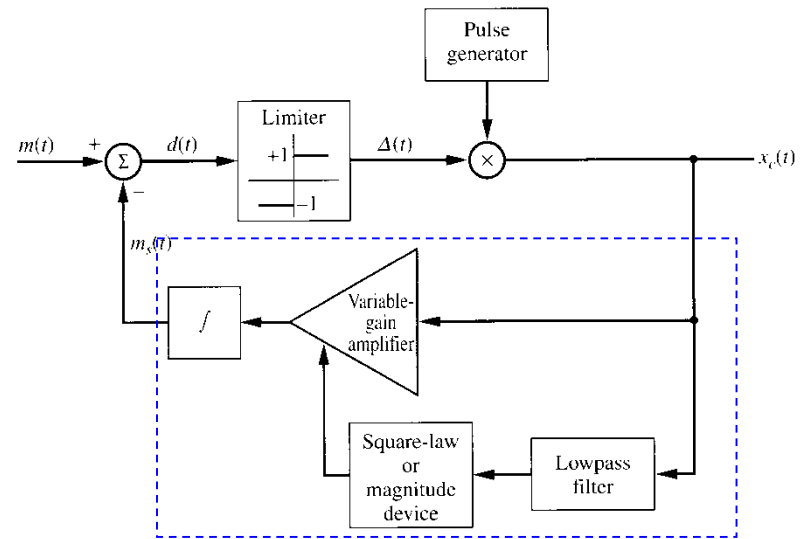 Pulse
generator
m(t)
+
Σ
−
d(t)
Limiter
+1
−1
Δ(t)
×
x_c(t)
m_s(t)
∫
Variable-
gain
amplifier
Square-law
or
magnitude
device
Lowpass
filter